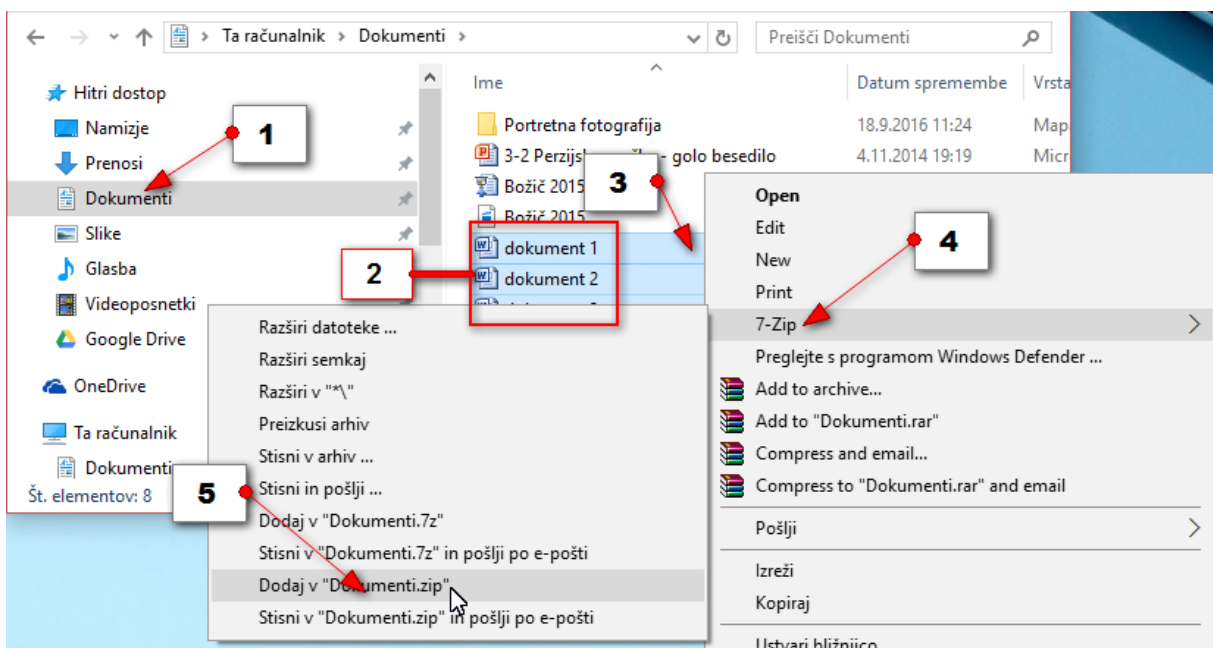 Ta računalnik > Dokumenti >
Preišči Dokumenti
Ime
Datum spremembe
Vrsta
Hitri dostop
Namizje
Prenosi
Dokumenti
Slike
Glasba
Videoposnetki
Google Drive
OneDrive
Ta računalnik
Dokumenti
Št. elementov: 8
1
Portretna fotografija 18.9.2016 11:24 Map
3-2 - golo besedilo 4.11.2014 19:19 Micr
Božič 2015
Božič 2015
dokument 1
dokument 2
2
3
Open
Edit
New
Print
7-Zip
Preglejte s programom Windows Defender ...
Add to archive...
Add to "Dokumenti.rar"
Compress and email...
Compress to "Dokumenti.rar" and email
Pošlji
Izreži
Kopiraj
Ustvari bližnjico
4
Razširi datoteke ...
Razširi semkaj
Razširi v "*\"
Preizkusi arhiv
Stisni v arhiv ...
Stisni in pošlji ...
Dodaj v "Dokumenti.7z"
Stisni v "Dokumenti.7z" in pošlji po e-pošti
Dodaj v "Dokumenti.zip"
Stisni v "Dokumenti.zip" in pošlji po e-pošti
5